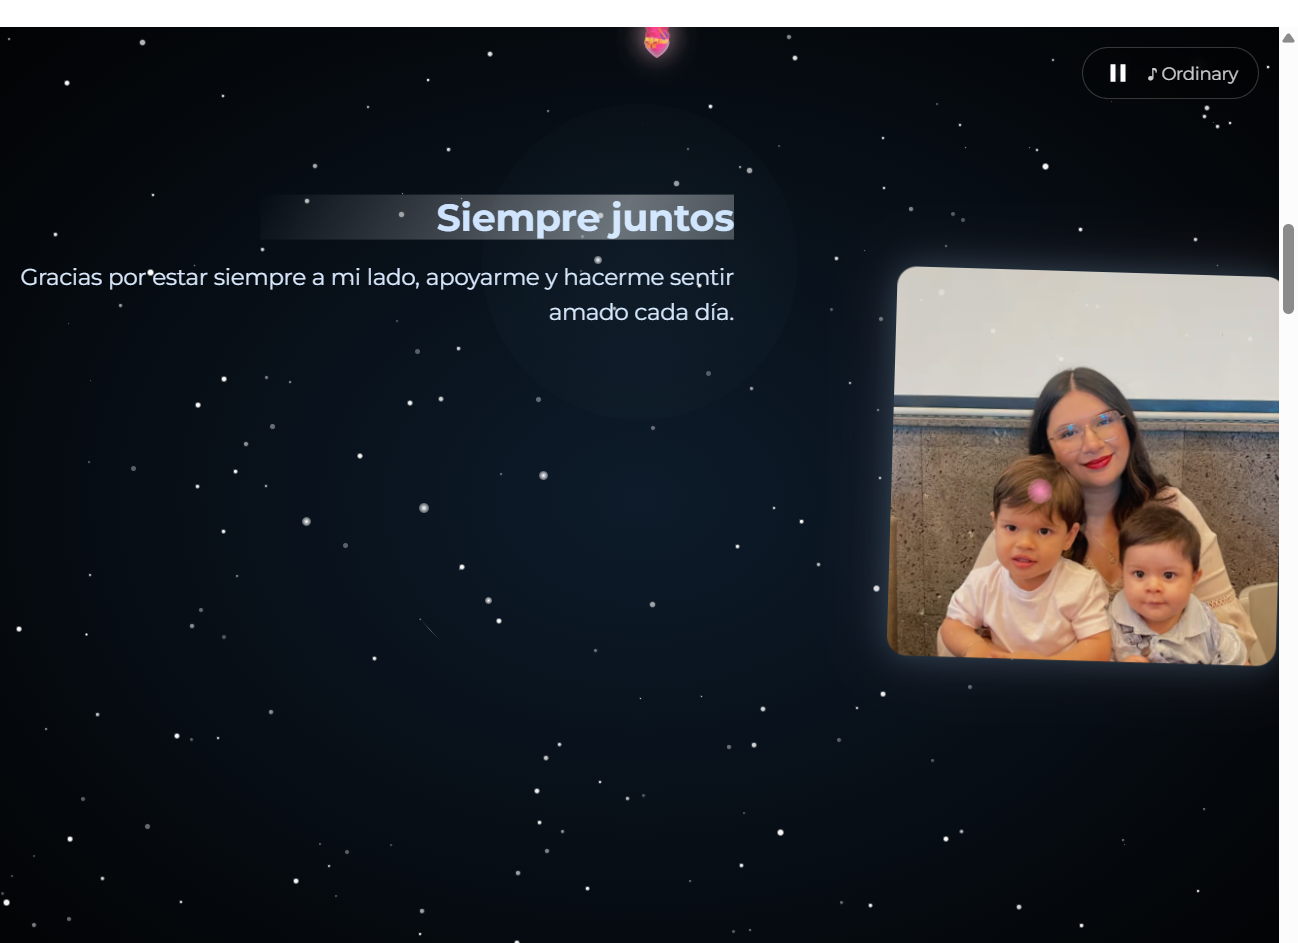 ♪ Ordinary
Siempre juntos
Gracias por estar siempre a mi lado, apoyarme y hacerme sentir
amado cada día.